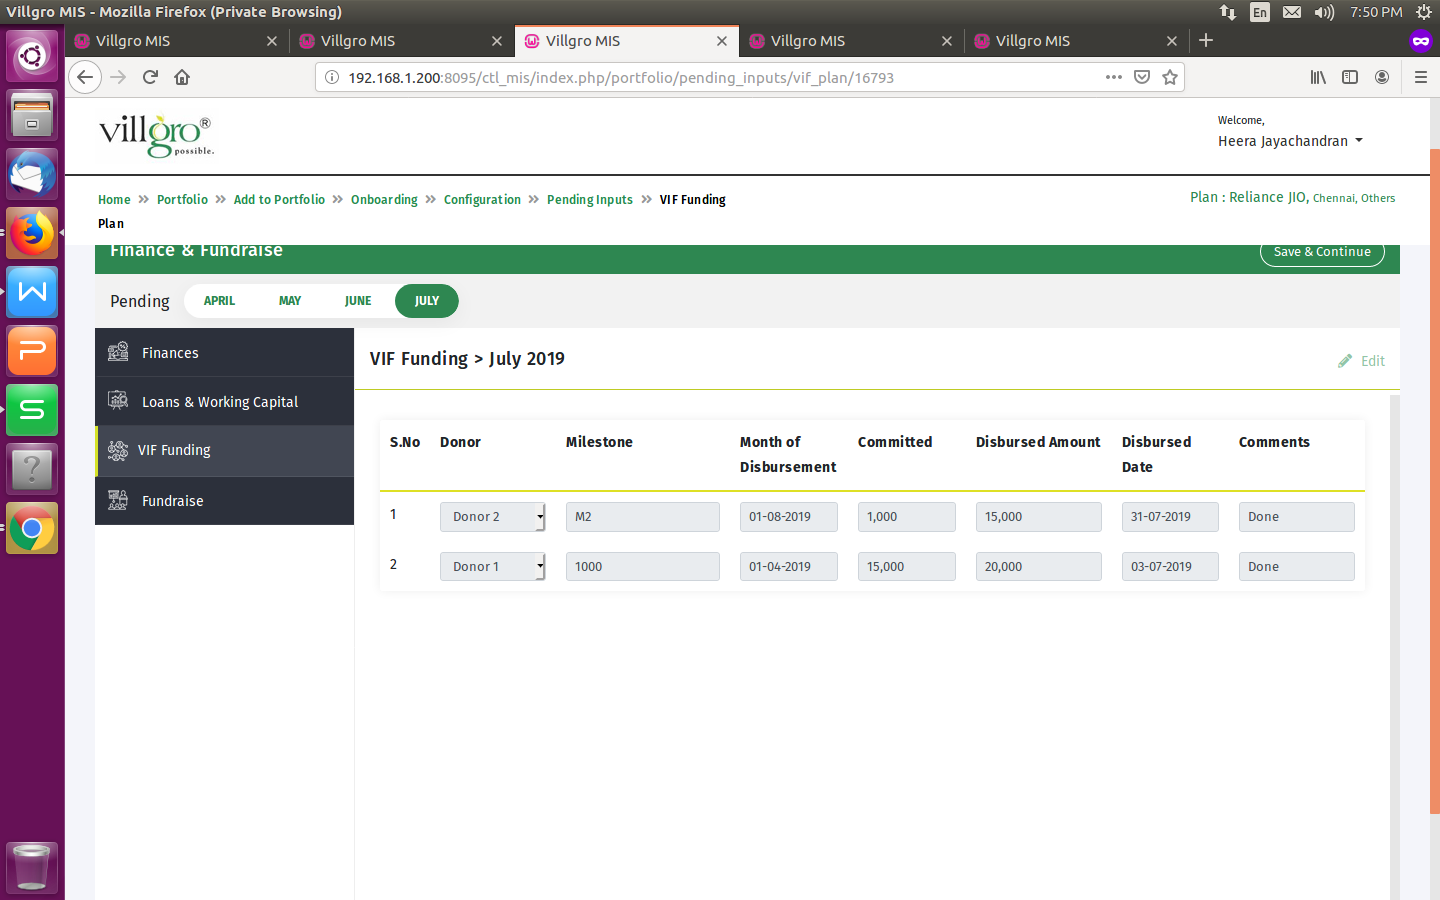 Villgro MIS - Mozilla Firefox (Private Browsing)
En
7:50 PM
Villgro MIS
Villgro MIS
Villgro MIS
Villgro MIS
Villgro MIS
192.168.1.200:8095/ctl_mis/index.php/portfolio/pending_inputs/vif_plan/16793
villgro®
possible.
Welcome,
Heera Jayachandran
Home » Portfolio » Add to Portfolio » Onboarding » Configuration » Pending Inputs » VIF Funding
Plan
Plan : Reliance JIO, Chennai, Others
Finance & Fundraise
Save & Continue
Pending APRIL MAY JUNE JULY
Finances
Loans & Working Capital
VIF Funding
Fundraise
VIF Funding > July 2019
Edit
S.No Donor Milestone Month of Disbursement Committed Disbursed Amount Disbursed Date Comments
1 Donor 2 M2 01-08-2019 1,000 15,000 31-07-2019 Done
2 Donor 1 1000 01-04-2019 15,000 20,000 03-07-2019 Done